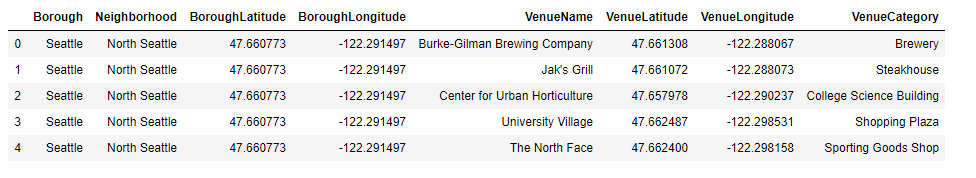 Borough Neighborhood BoroughLatitude BoroughLongitude VenueName VenueLatitude VenueLongitude VenueCategory
0 Seattle North Seattle 47.660773 -122.291497 Burke-Gilman Brewing Company 47.661308 -122.288067 Brewery
1 Seattle North Seattle 47.660773 -122.291497 Jak's Grill 47.661072 -122.288073 Steakhouse
2 Seattle North Seattle 47.660773 -122.291497 Center for Urban Horticulture 47.657978 -122.290237 College Science Building
3 Seattle North Seattle 47.660773 -122.291497 University Village 47.662487 -122.298531 Shopping Plaza
4 Seattle North Seattle 47.660773 -122.291497 The North Face 47.662400 -122.298158 Sporting Goods Shop